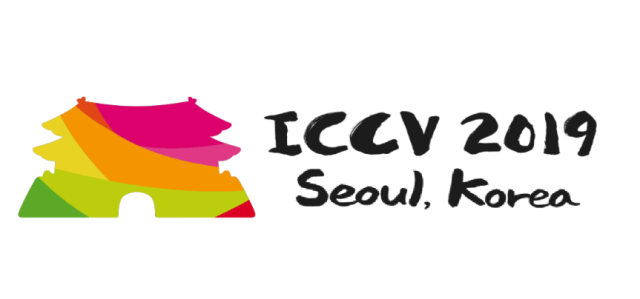 ICCV 2019
Seoul, Korea